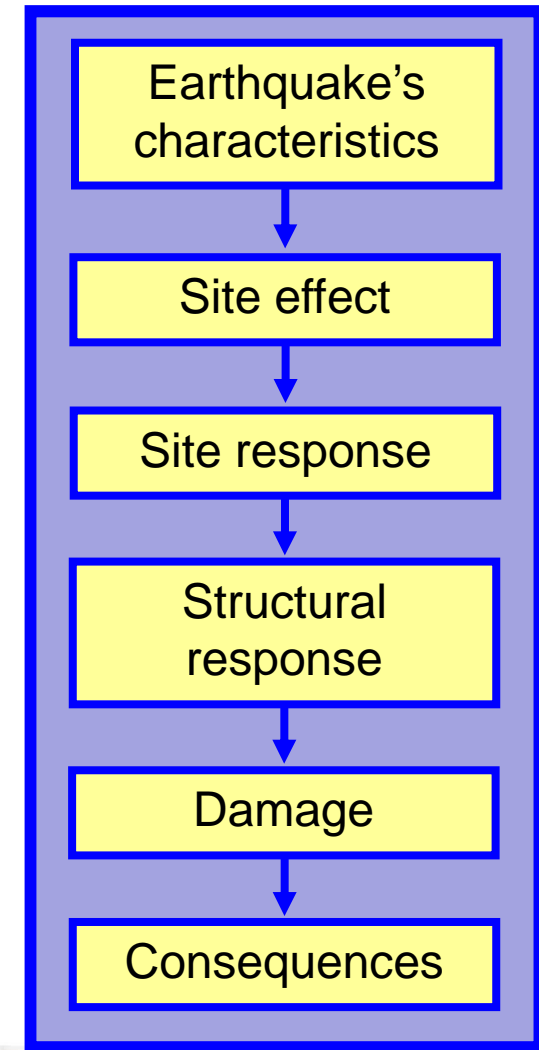 Earthquake’s
characteristics
Site effect
Site response
Structural
response
Damage
Consequences